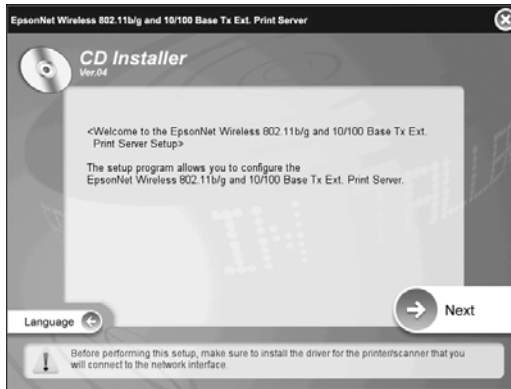 EpsonNet Wireless 802.11b/g and 10/100 Base Tx Ext. Print Server
CD Installer
Ver.04
<Welcome to the EpsonNet Wireless 802.11b/g and 10/100 Base Tx Ext.
Print Server Setup>
The setup program allows you to configure the
EpsonNet Wireless 802.11b/g and 10/100 Base Tx Ext. Print Server.
Next
Language
Before performing this setup, make sure to install the driver for the printer/scanner that you
will connect to the network interface.